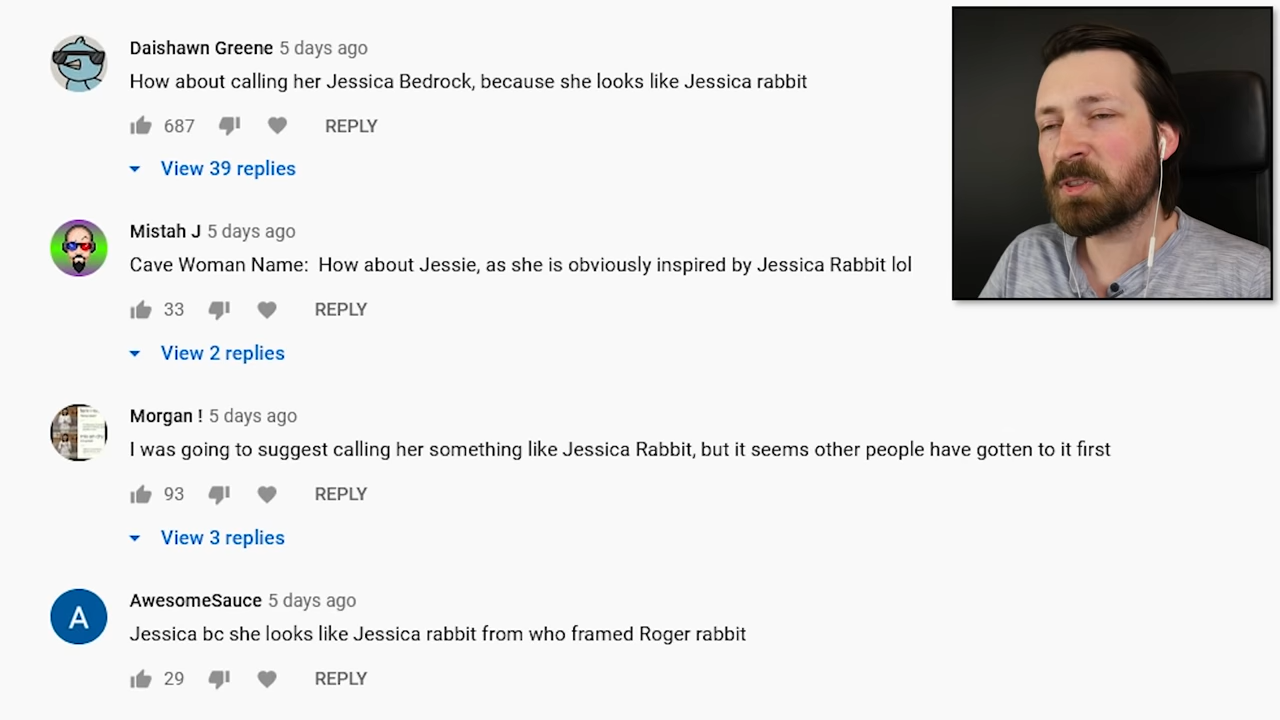 Daishawn Greene 5 days ago
How about calling her Jessica Bedrock, because she looks like Jessica rabbit
687 REPLY
View 39 replies
Mistah J 5 days ago
Cave Woman Name: How about Jessie, as she is obviously inspired by Jessica Rabbit lol
33 REPLY
View 2 replies
Morgan ! 5 days ago
I was going to suggest calling her something like Jessica Rabbit, but it seems other people have gotten to it first
93 REPLY
View 3 replies
A
AwesomeSauce 5 days ago
Jessica bc she looks like Jessica rabbit from who framed Roger rabbit
29 REPLY